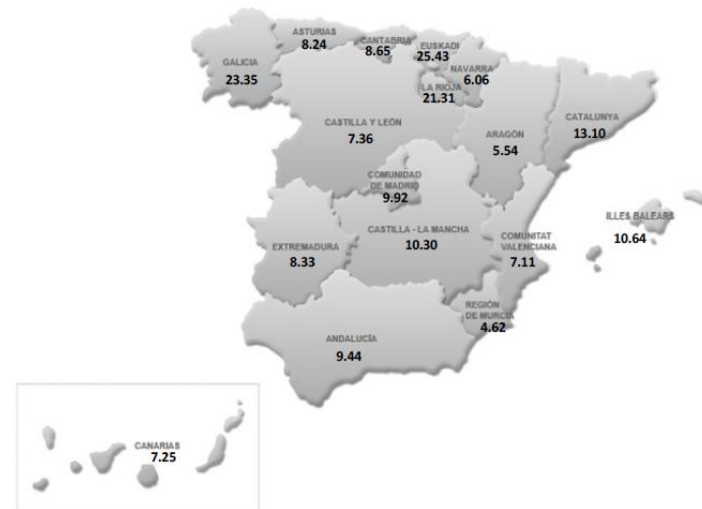 ASTURIAS
8.24
CANTABRIA
8.65
EUSKADI
25.43
GALICIA
23.35
NAVARRA
6.06
LA RIOJA
21.31
CASTILLA Y LEÓN
7.36
ARAGÓN
5.54
CATALUNYA
13.10
COMUNIDAD
DE MADRID
9.92
ILLES BALEARS
10.64
EXTREMADURA
8.33
CASTILLA - LA MANCHA
10.30
COMUNITAT
VALENCIANA
7.11
REGIÓN
DE MURCIA
4.62
ANDALUCÍA
9.44
CANARIAS
7.25